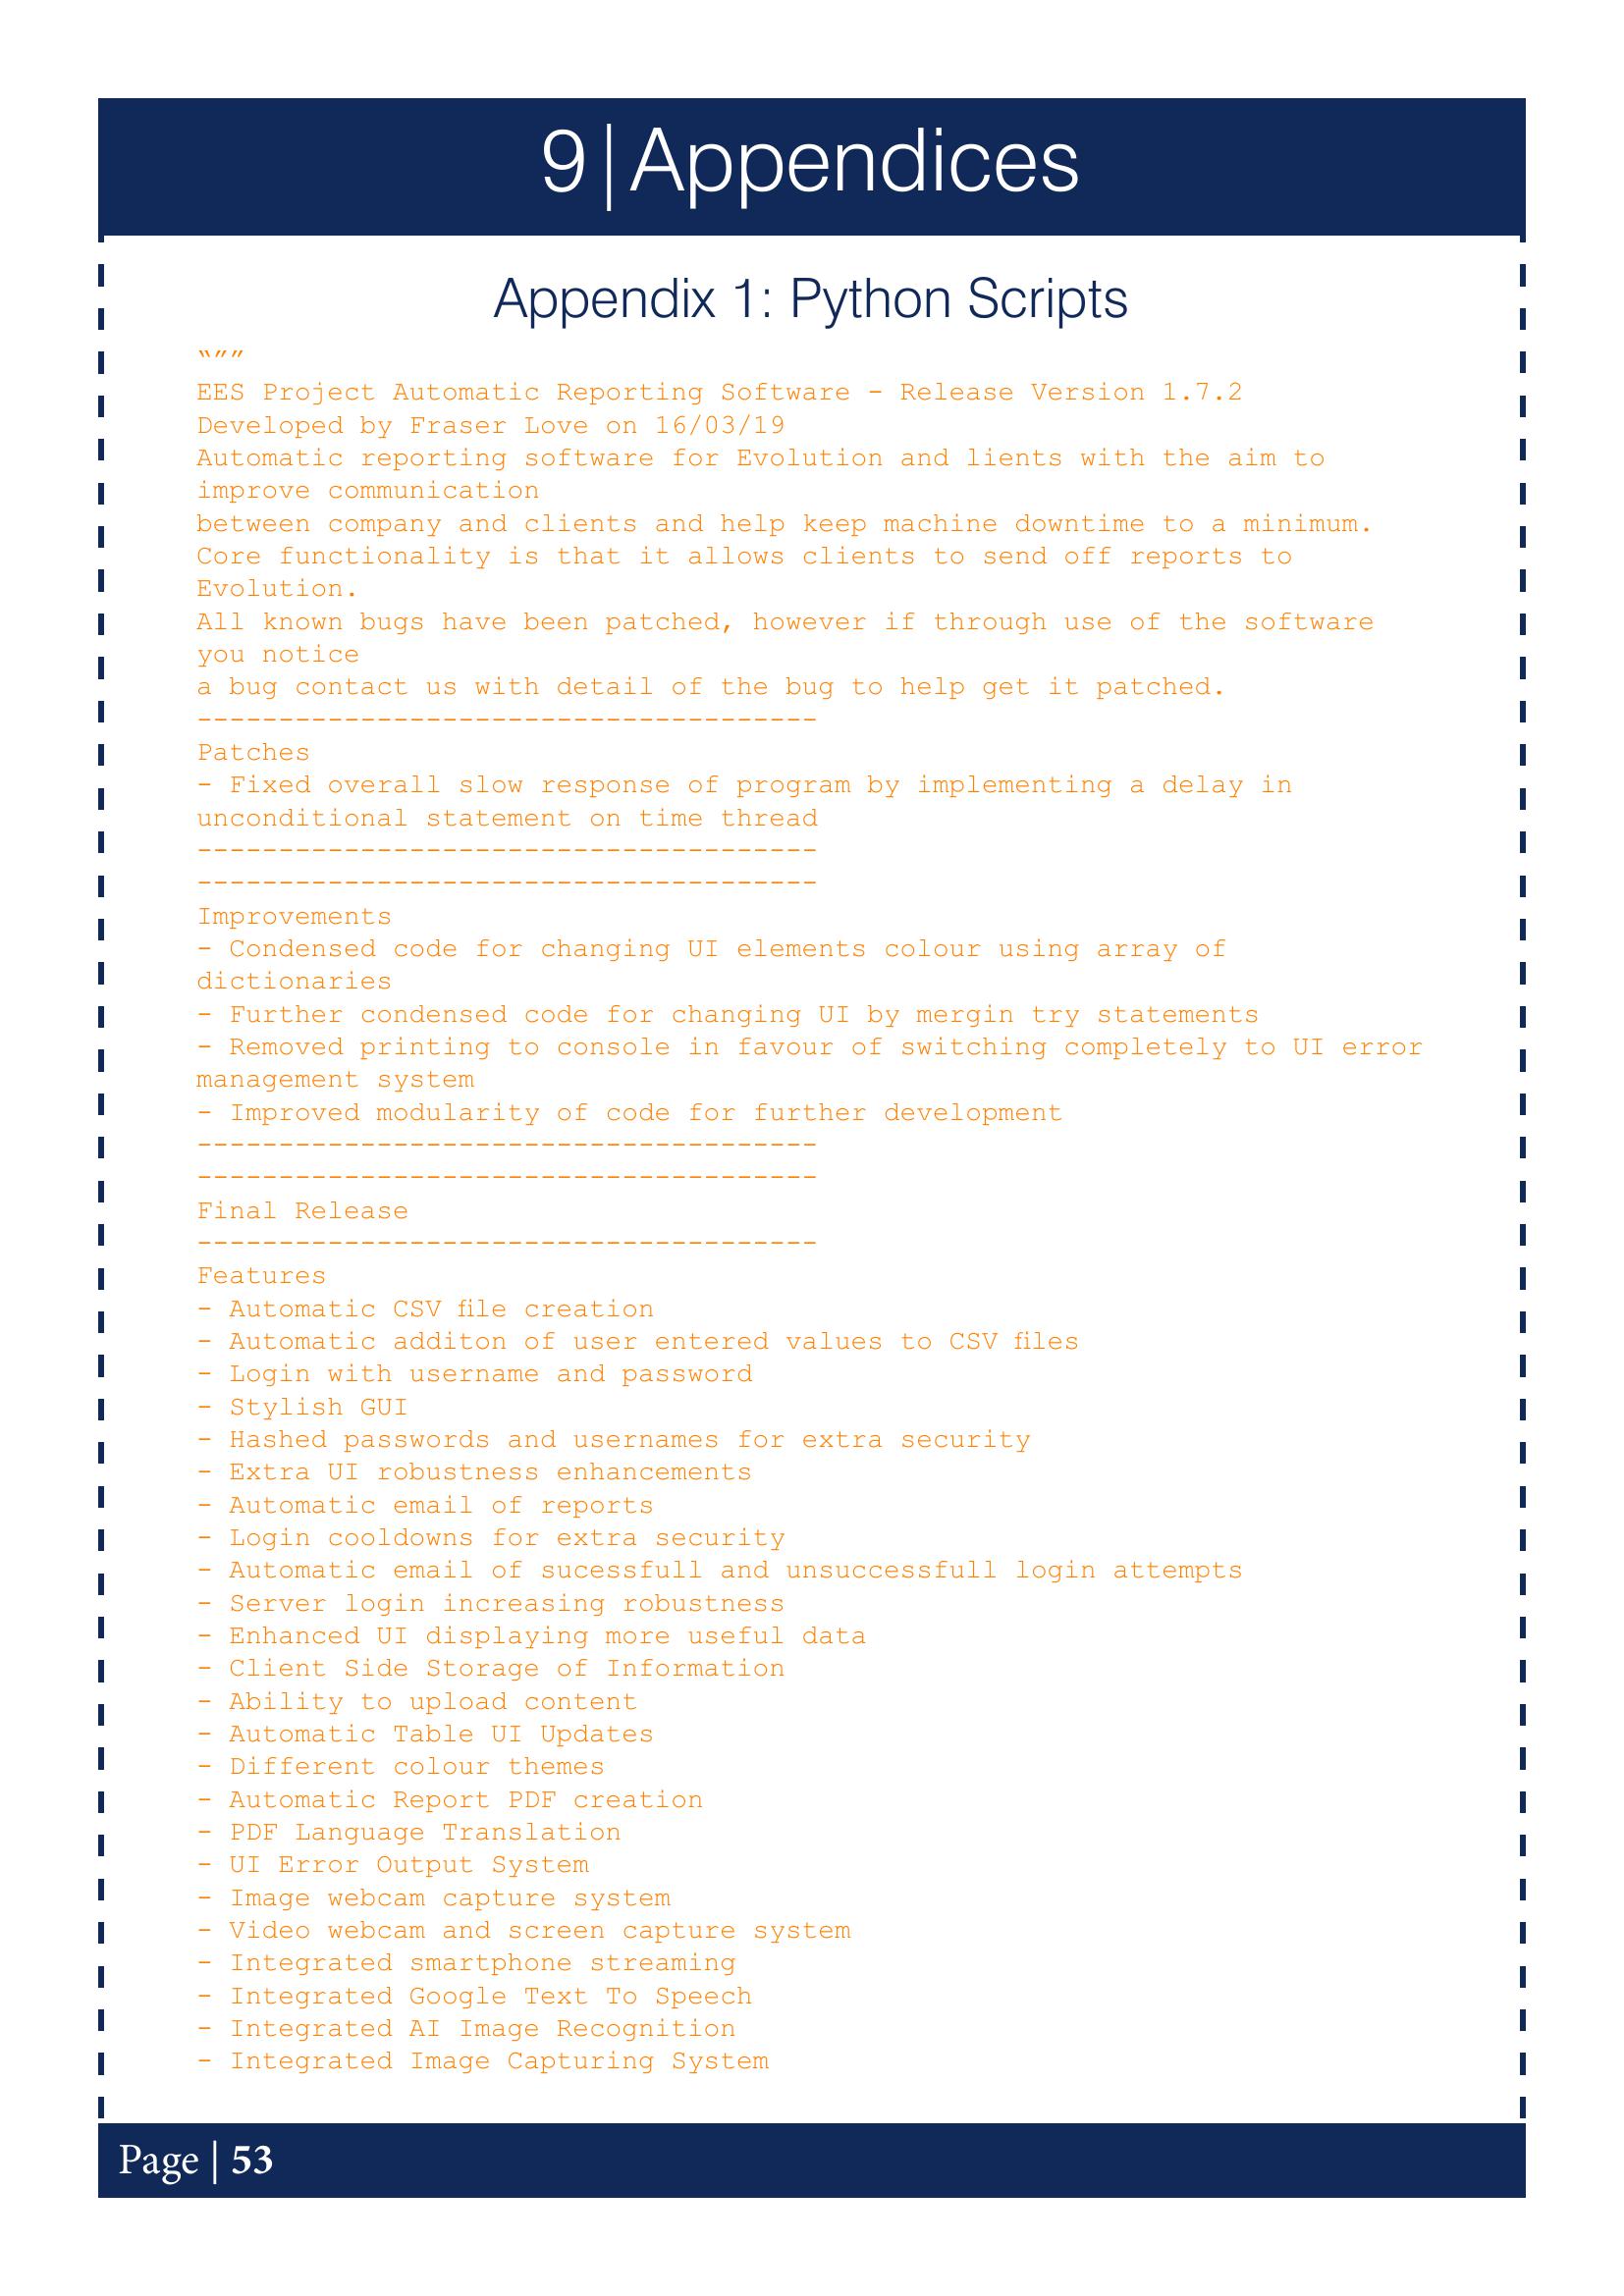 9|Appendices
Appendix 1: Python Scripts
“””
EES Project Automatic Reporting Software - Release Version 1.7.2
Developed by Fraser Love on 16/03/19
Automatic reporting software for Evolution and lients with the aim to
improve communication
between company and clients and help keep machine downtime to a minimum.
Core functionality is that it allows clients to send off reports to
Evolution.
All known bugs have been patched, however if through use of the software
you notice
a bug contact us with detail of the bug to help get it patched.
--------------------------------------
Patches
- Fixed overall slow response of program by implementing a delay in
unconditional statement on time thread
--------------------------------------
--------------------------------------
Improvements
- Condensed code for changing UI elements colour using array of
dictionaries
- Further condensed code for changing UI by mergin try statements
- Removed printing to console in favour of switching completely to UI error
management system
- Improved modularity of code for further development
--------------------------------------
--------------------------------------
Final Release
--------------------------------------
Features
- Automatic CSV file creation
- Automatic additon of user entered values to CSV files
- Login with username and password
- Stylish GUI
- Hashed passwords and usernames for extra security
- Extra UI robustness enhancements
- Automatic email of reports
- Login cooldowns for extra security
- Automatic email of sucessfull and unsuccessfull login attempts
- Server login increasing robustness
- Enhanced UI displaying more useful data
- Client Side Storage of Information
- Ability to upload content
- Automatic Table UI Updates
- Different colour themes
- Automatic Report PDF creation
- PDF Language Translation
- UI Error Output System
- Image webcam capture system
- Video webcam and screen capture system
- Integrated smartphone streaming
- Integrated Google Text To Speech
- Integrated AI Image Recognition
- Integrated Image Capturing System
Page | 53